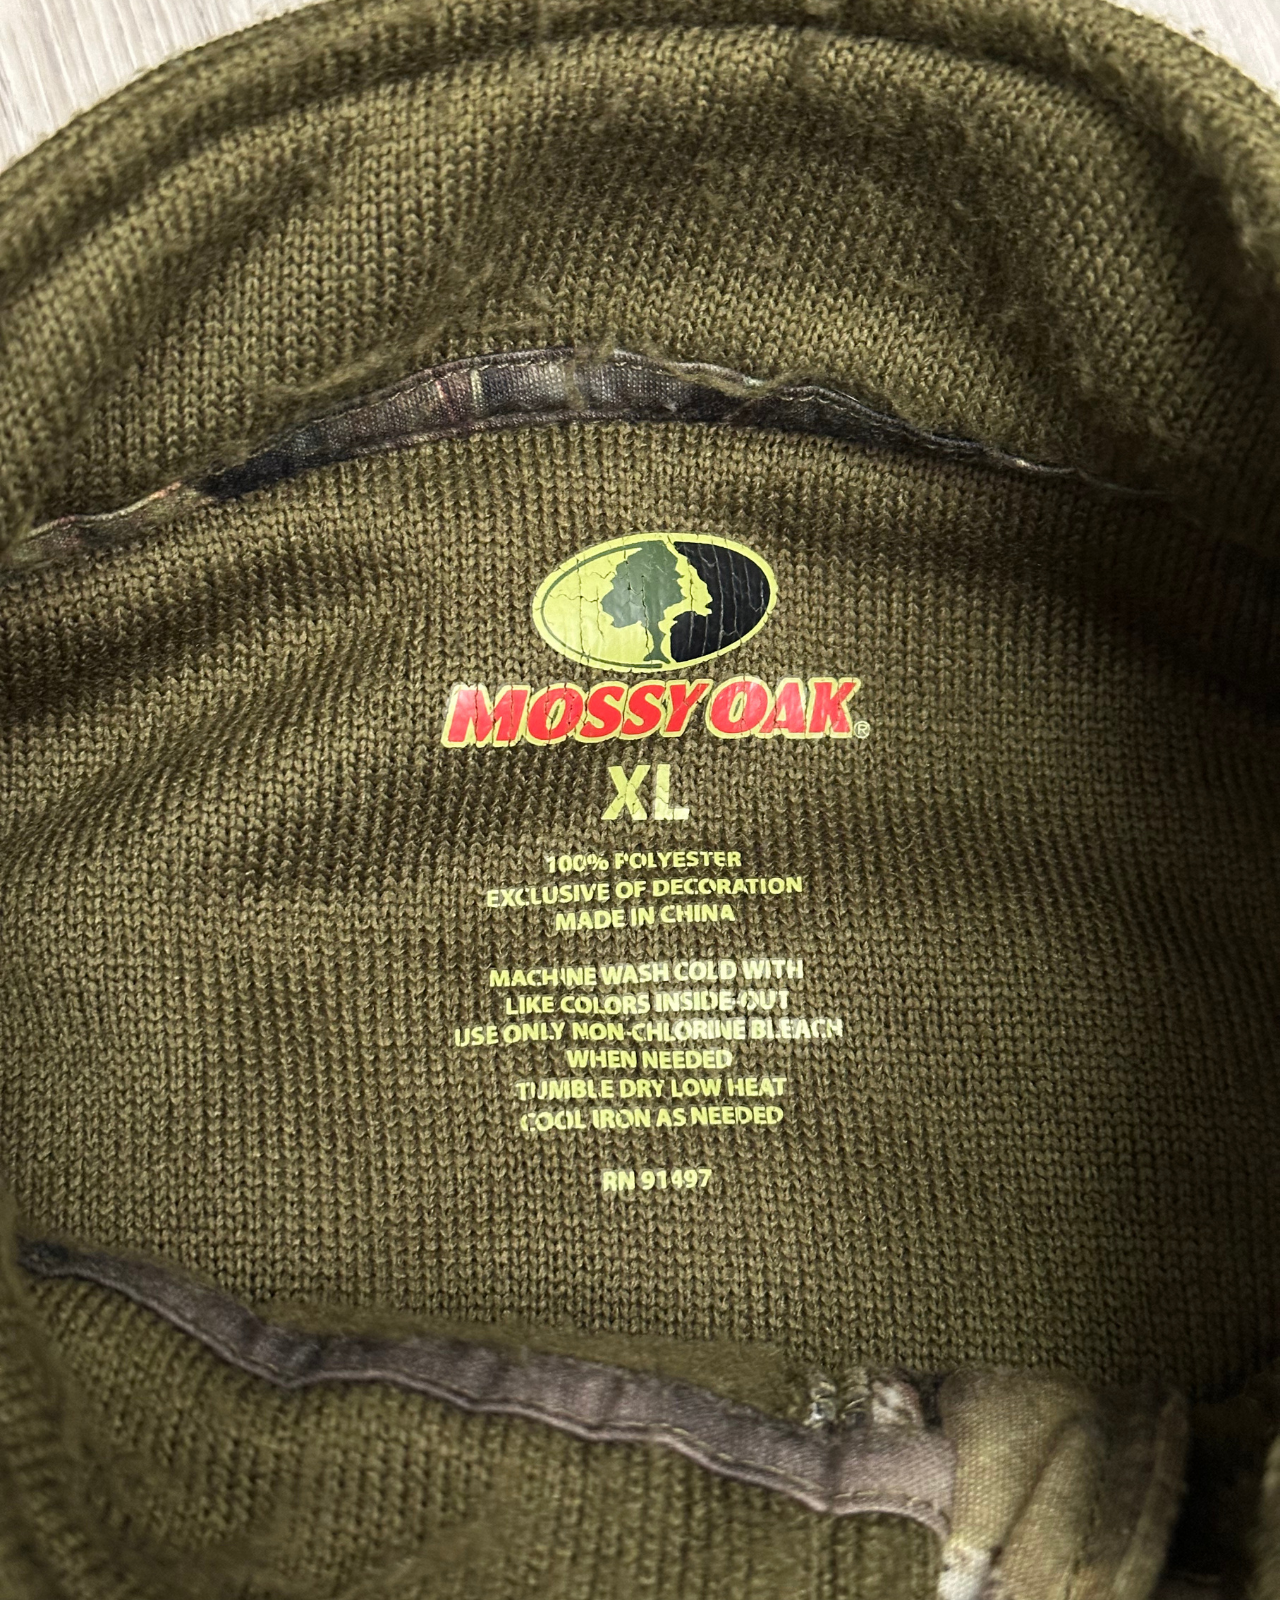 MOSSY OAK®
XL
100% POLYESTER
EXCLUSIVE OF DECORATION
MADE IN CHINA
MACHINE WASH COLD WITH
LIKE COLORS INSIDE-OUT
USE ONLY NON-CHLORINE BLEACH
WHEN NEEDED
TUMBLE DRY LOW HEAT
COOL IRON AS NEEDED
RN 91497